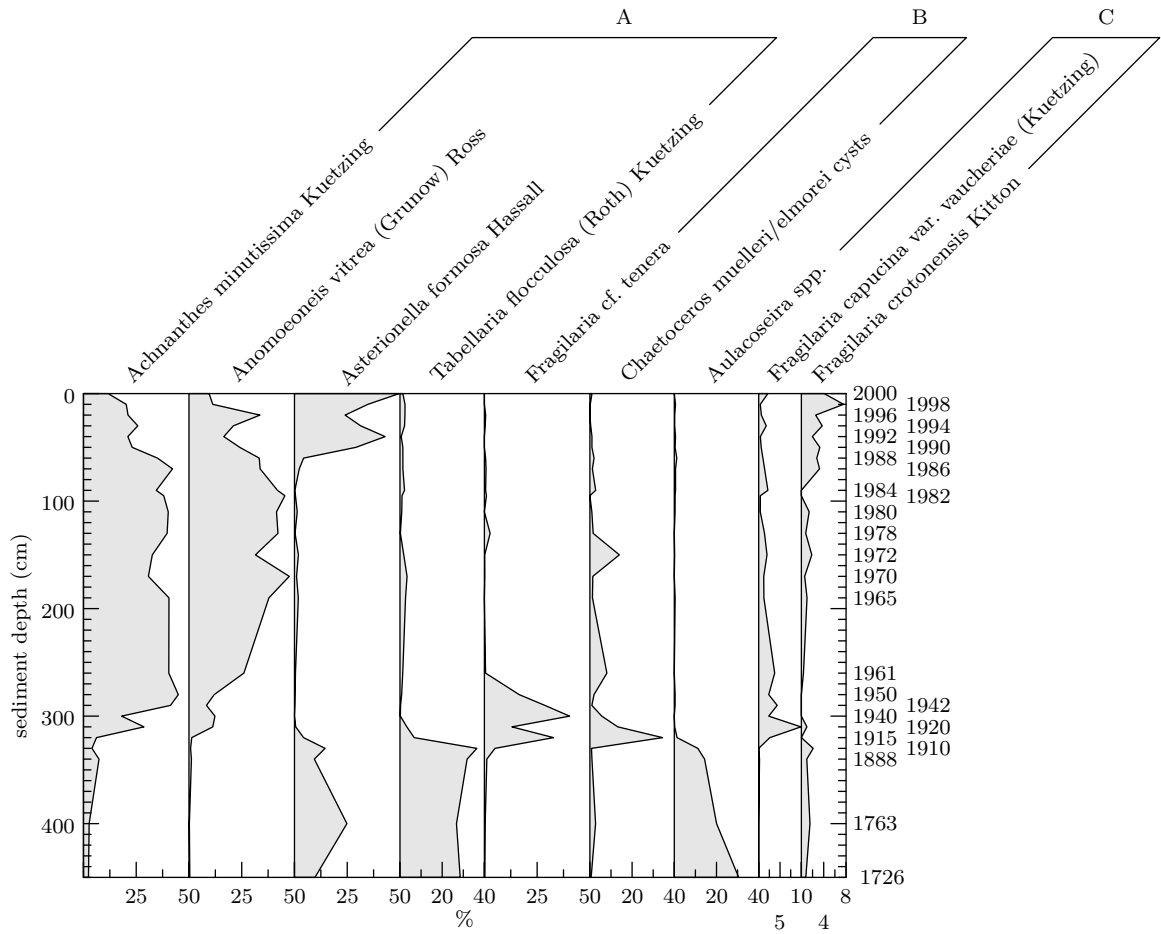 A
B
C
Achnanthes minutissima Kuetzing
Anomoeoneis vitrea (Grunow) Ross
Asterionella formosa Hassall
Tabellaria flocculosa (Roth) Kuetzing
Fragilaria cf. tenera
Chaetoceros muelleri/elmorei cysts
Aulacoseira spp.
Fragilaria capucina var. vaucheriae (Kuetzing)
Fragilaria crotonensis Kitton
sediment depth (cm)
0
100
200
300
400
2000
1998
1996
1994
1992
1990
1988
1986
1984
1982
1980
1978
1972
1970
1965
1961
1950
1942
1940
1920
1915
1910
1888
1763
1726
25 50 25 50 25 50 20 40 25 50 20 40 20 40 10 8
% 5 4